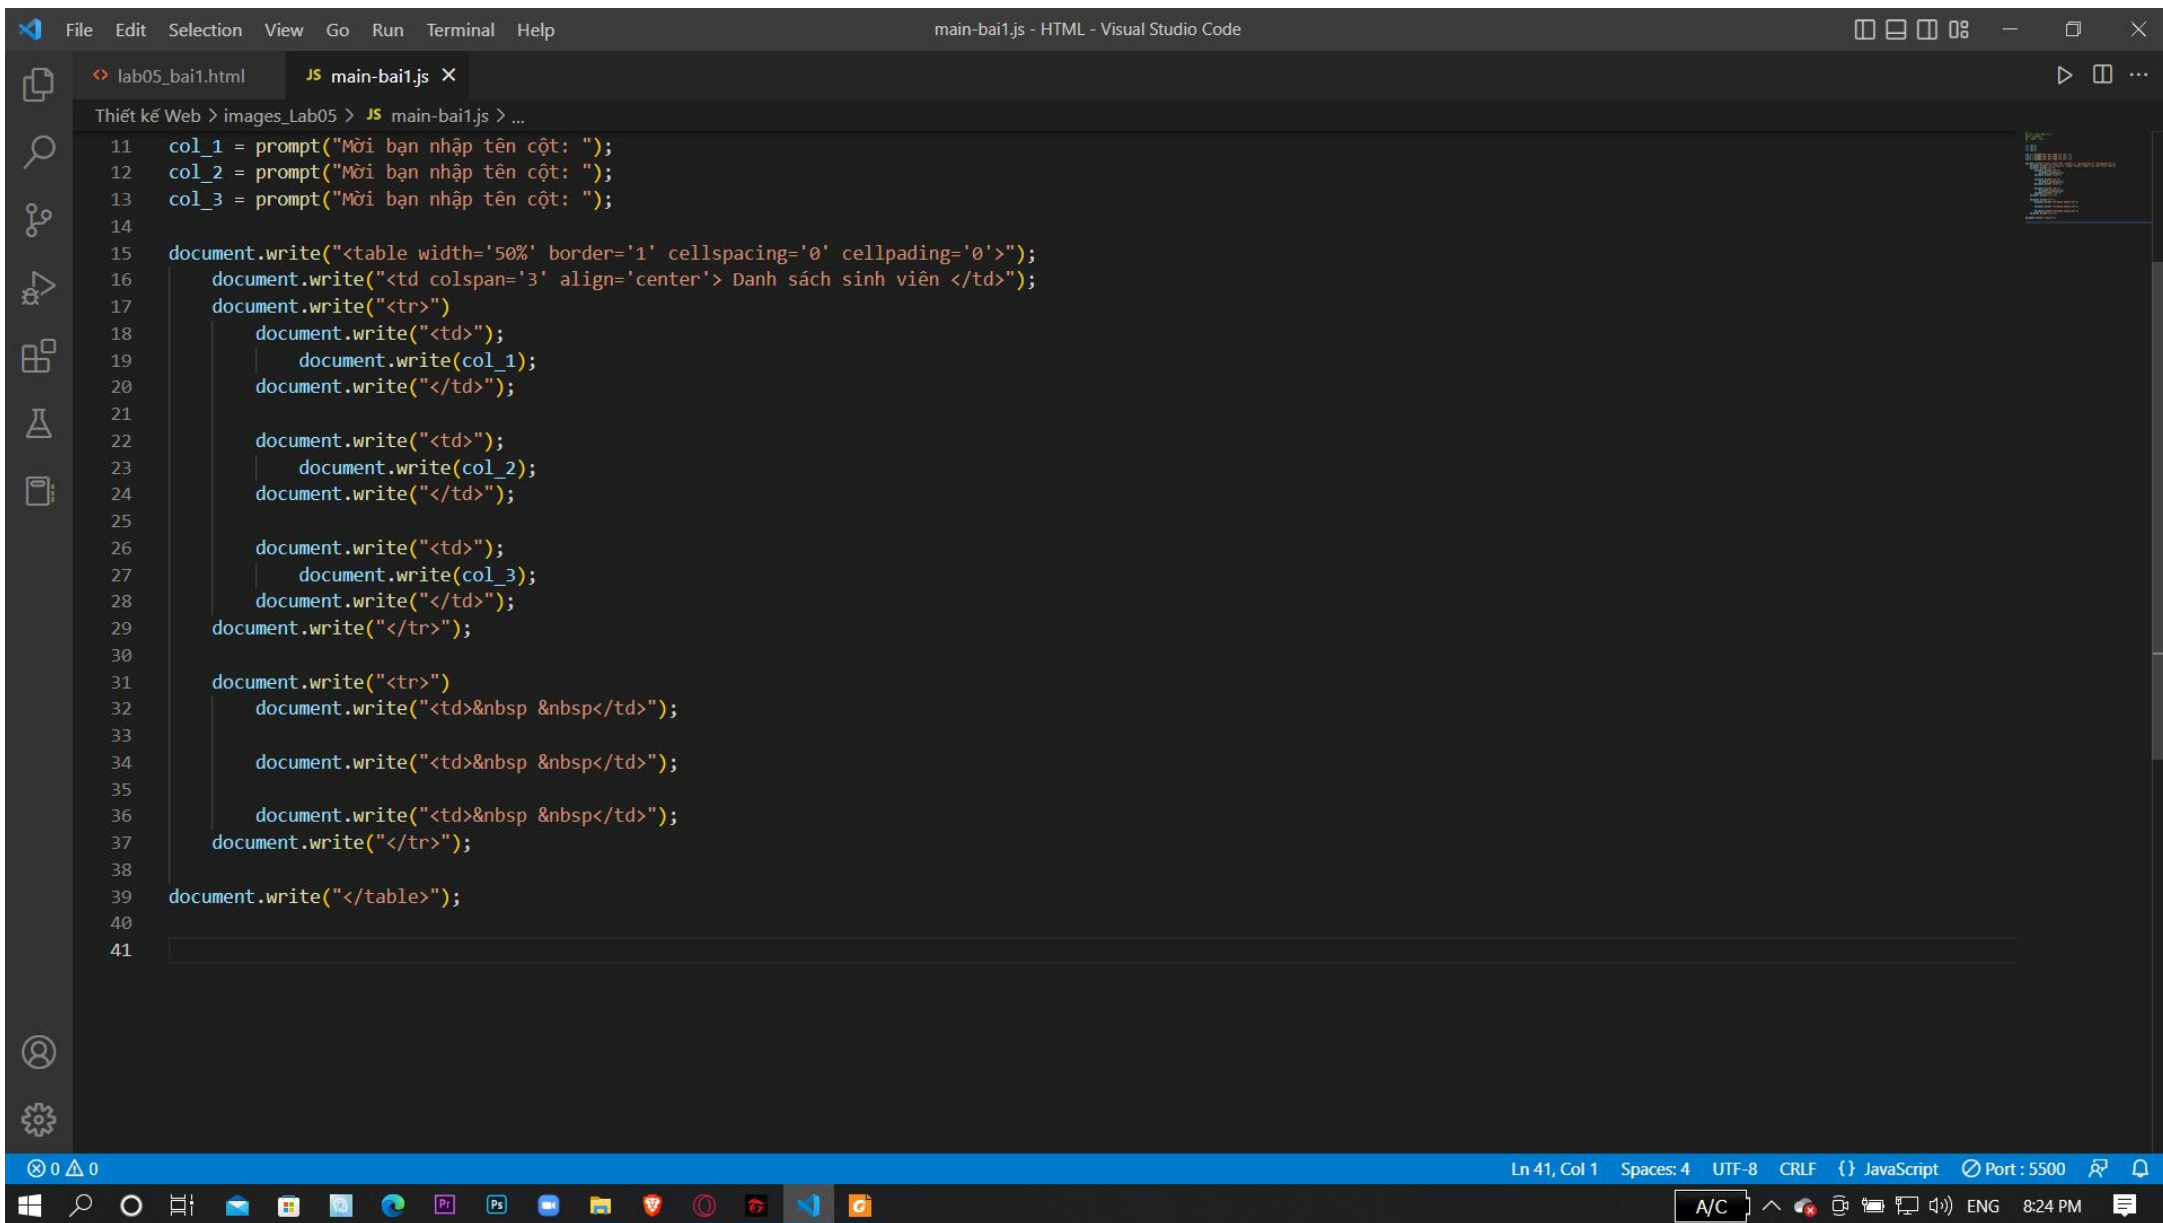 File Edit Selection View Go Run Terminal Help main-bai1.js - HTML - Visual Studio Code
lab05_bai1.html JS main-bai1.js
Thiết kế Web > images_Lab05 > JS main-bai1.js > ...
11 col_1 = prompt("Mời bạn nhập tên cột: ");
12 col_2 = prompt("Mời bạn nhập tên cột: ");
13 col_3 = prompt("Mời bạn nhập tên cột: ");
14
15 document.write("<table width='50%' border='1' cellspacing='0' cellpading='0'>");
16 document.write("<td colspan='3' align='center'> Danh sách sinh viên </td>");
17 document.write("<tr>")
18 document.write("<td>");
19 document.write(col_1);
20 document.write("</td>");
21
22 document.write("<td>");
23 document.write(col_2);
24 document.write("</td>");
25
26 document.write("<td>");
27 document.write(col_3);
28 document.write("</td>");
29 document.write("</tr>");
30
31 document.write("<tr>")
32 document.write("<td>&nbsp &nbsp</td>");
33
34 document.write("<td>&nbsp &nbsp</td>");
35
36 document.write("<td>&nbsp &nbsp</td>");
37 document.write("</tr>");
38
39 document.write("</table>");
40
41
0 0 Ln 41, Col 1 Spaces: 4 UTF-8 CRLF {} JavaScript Port : 5500
Pr Ps A/C ENG 8:24 PM